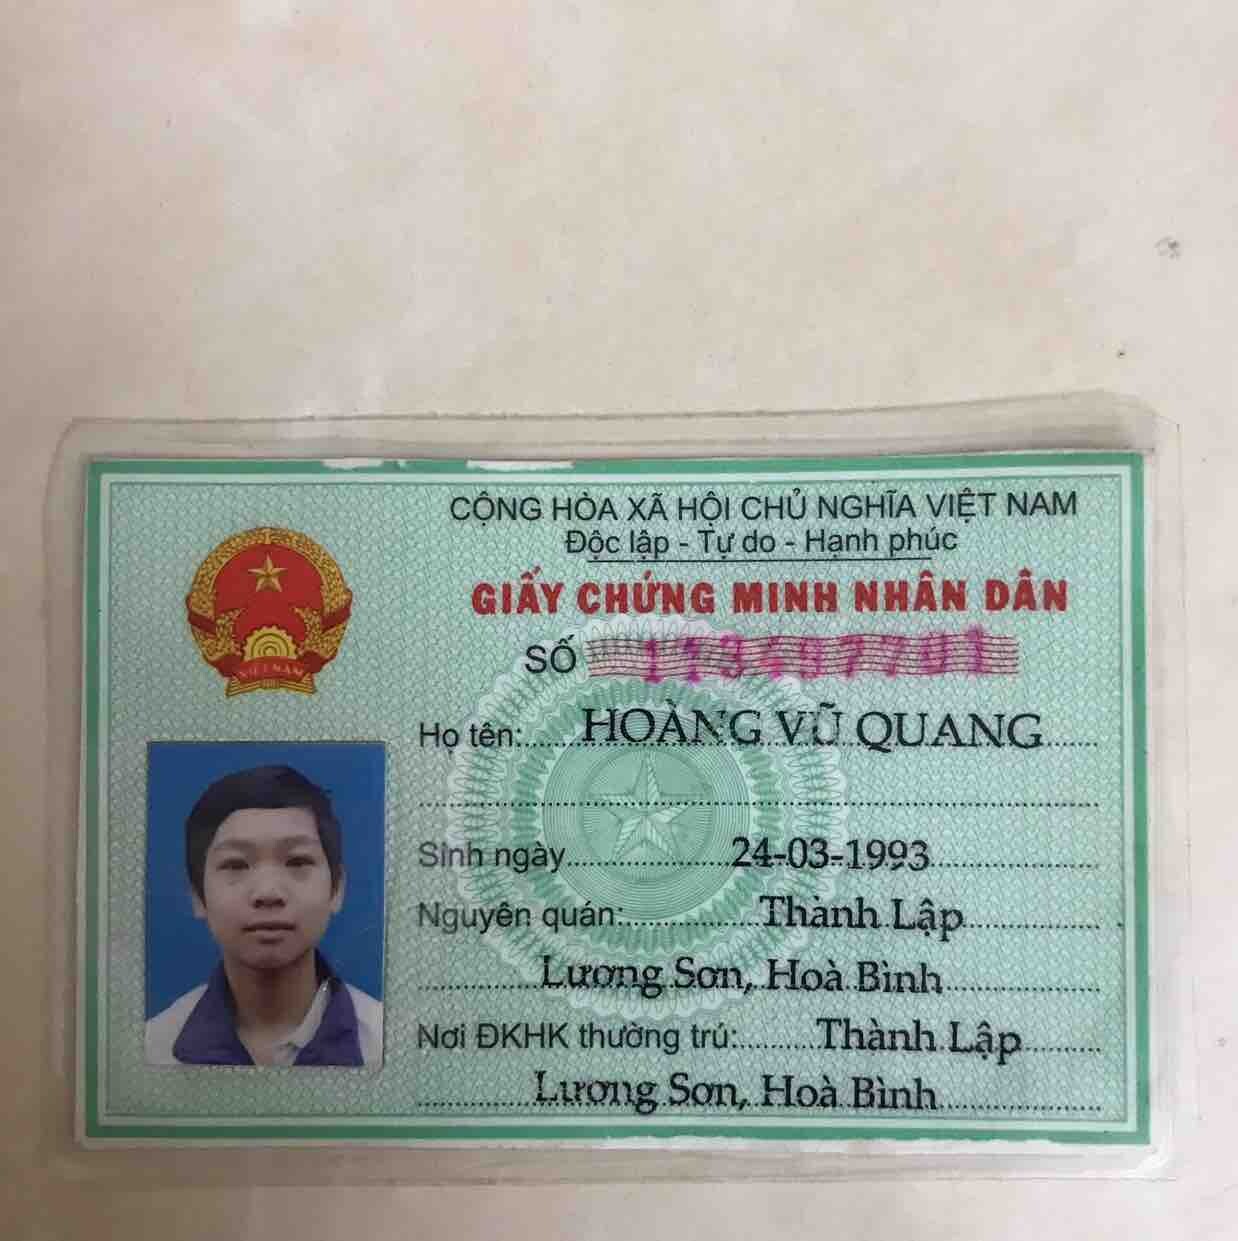 CỘNG HÒA XÃ HỘI CHỦ NGHĨA VIỆT NAM
Độc lập - Tự do - Hạnh phúc
GIẤY CHỨNG MINH NHÂN DÂN
SỐ
VIỆT NAM
Họ tên: HOÀNG VŨ QUANG
Sinh ngày 24-03-1993
Nguyên quán: Thành Lập
Lương Sơn, Hoà Bình
Nơi ĐKHK thường trú: Thành Lập
Lương Sơn, Hoà Bình